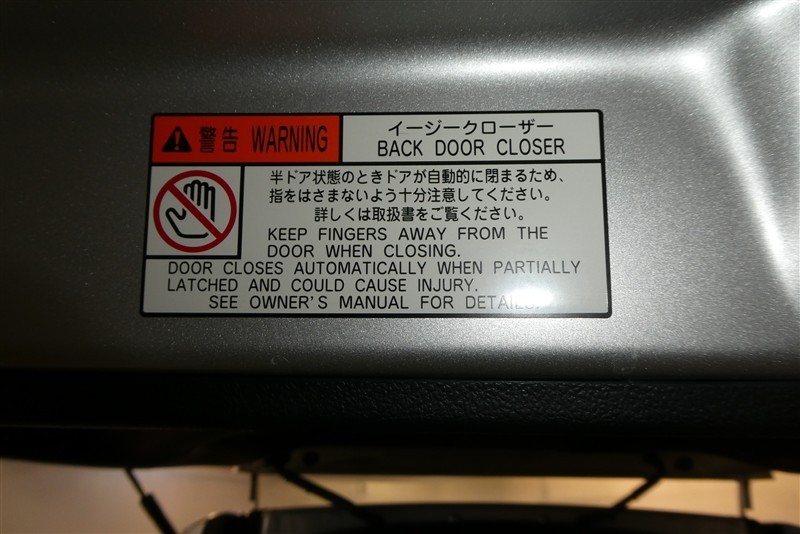 警告 WARNING
イージークローザー
BACK DOOR CLOSER
半ドア状態のときドアが自動的に閉まるため、
指をはさまないよう十分注意してください。
詳しくは取扱書をご覧ください。
KEEP FINGERS AWAY FROM THE
DOOR WHEN CLOSING.
DOOR CLOSES AUTOMATICALLY WHEN PARTIALLY
LATCHED AND COULD CAUSE INJURY.
SEE OWNER'S MANUAL FOR DETAILS.